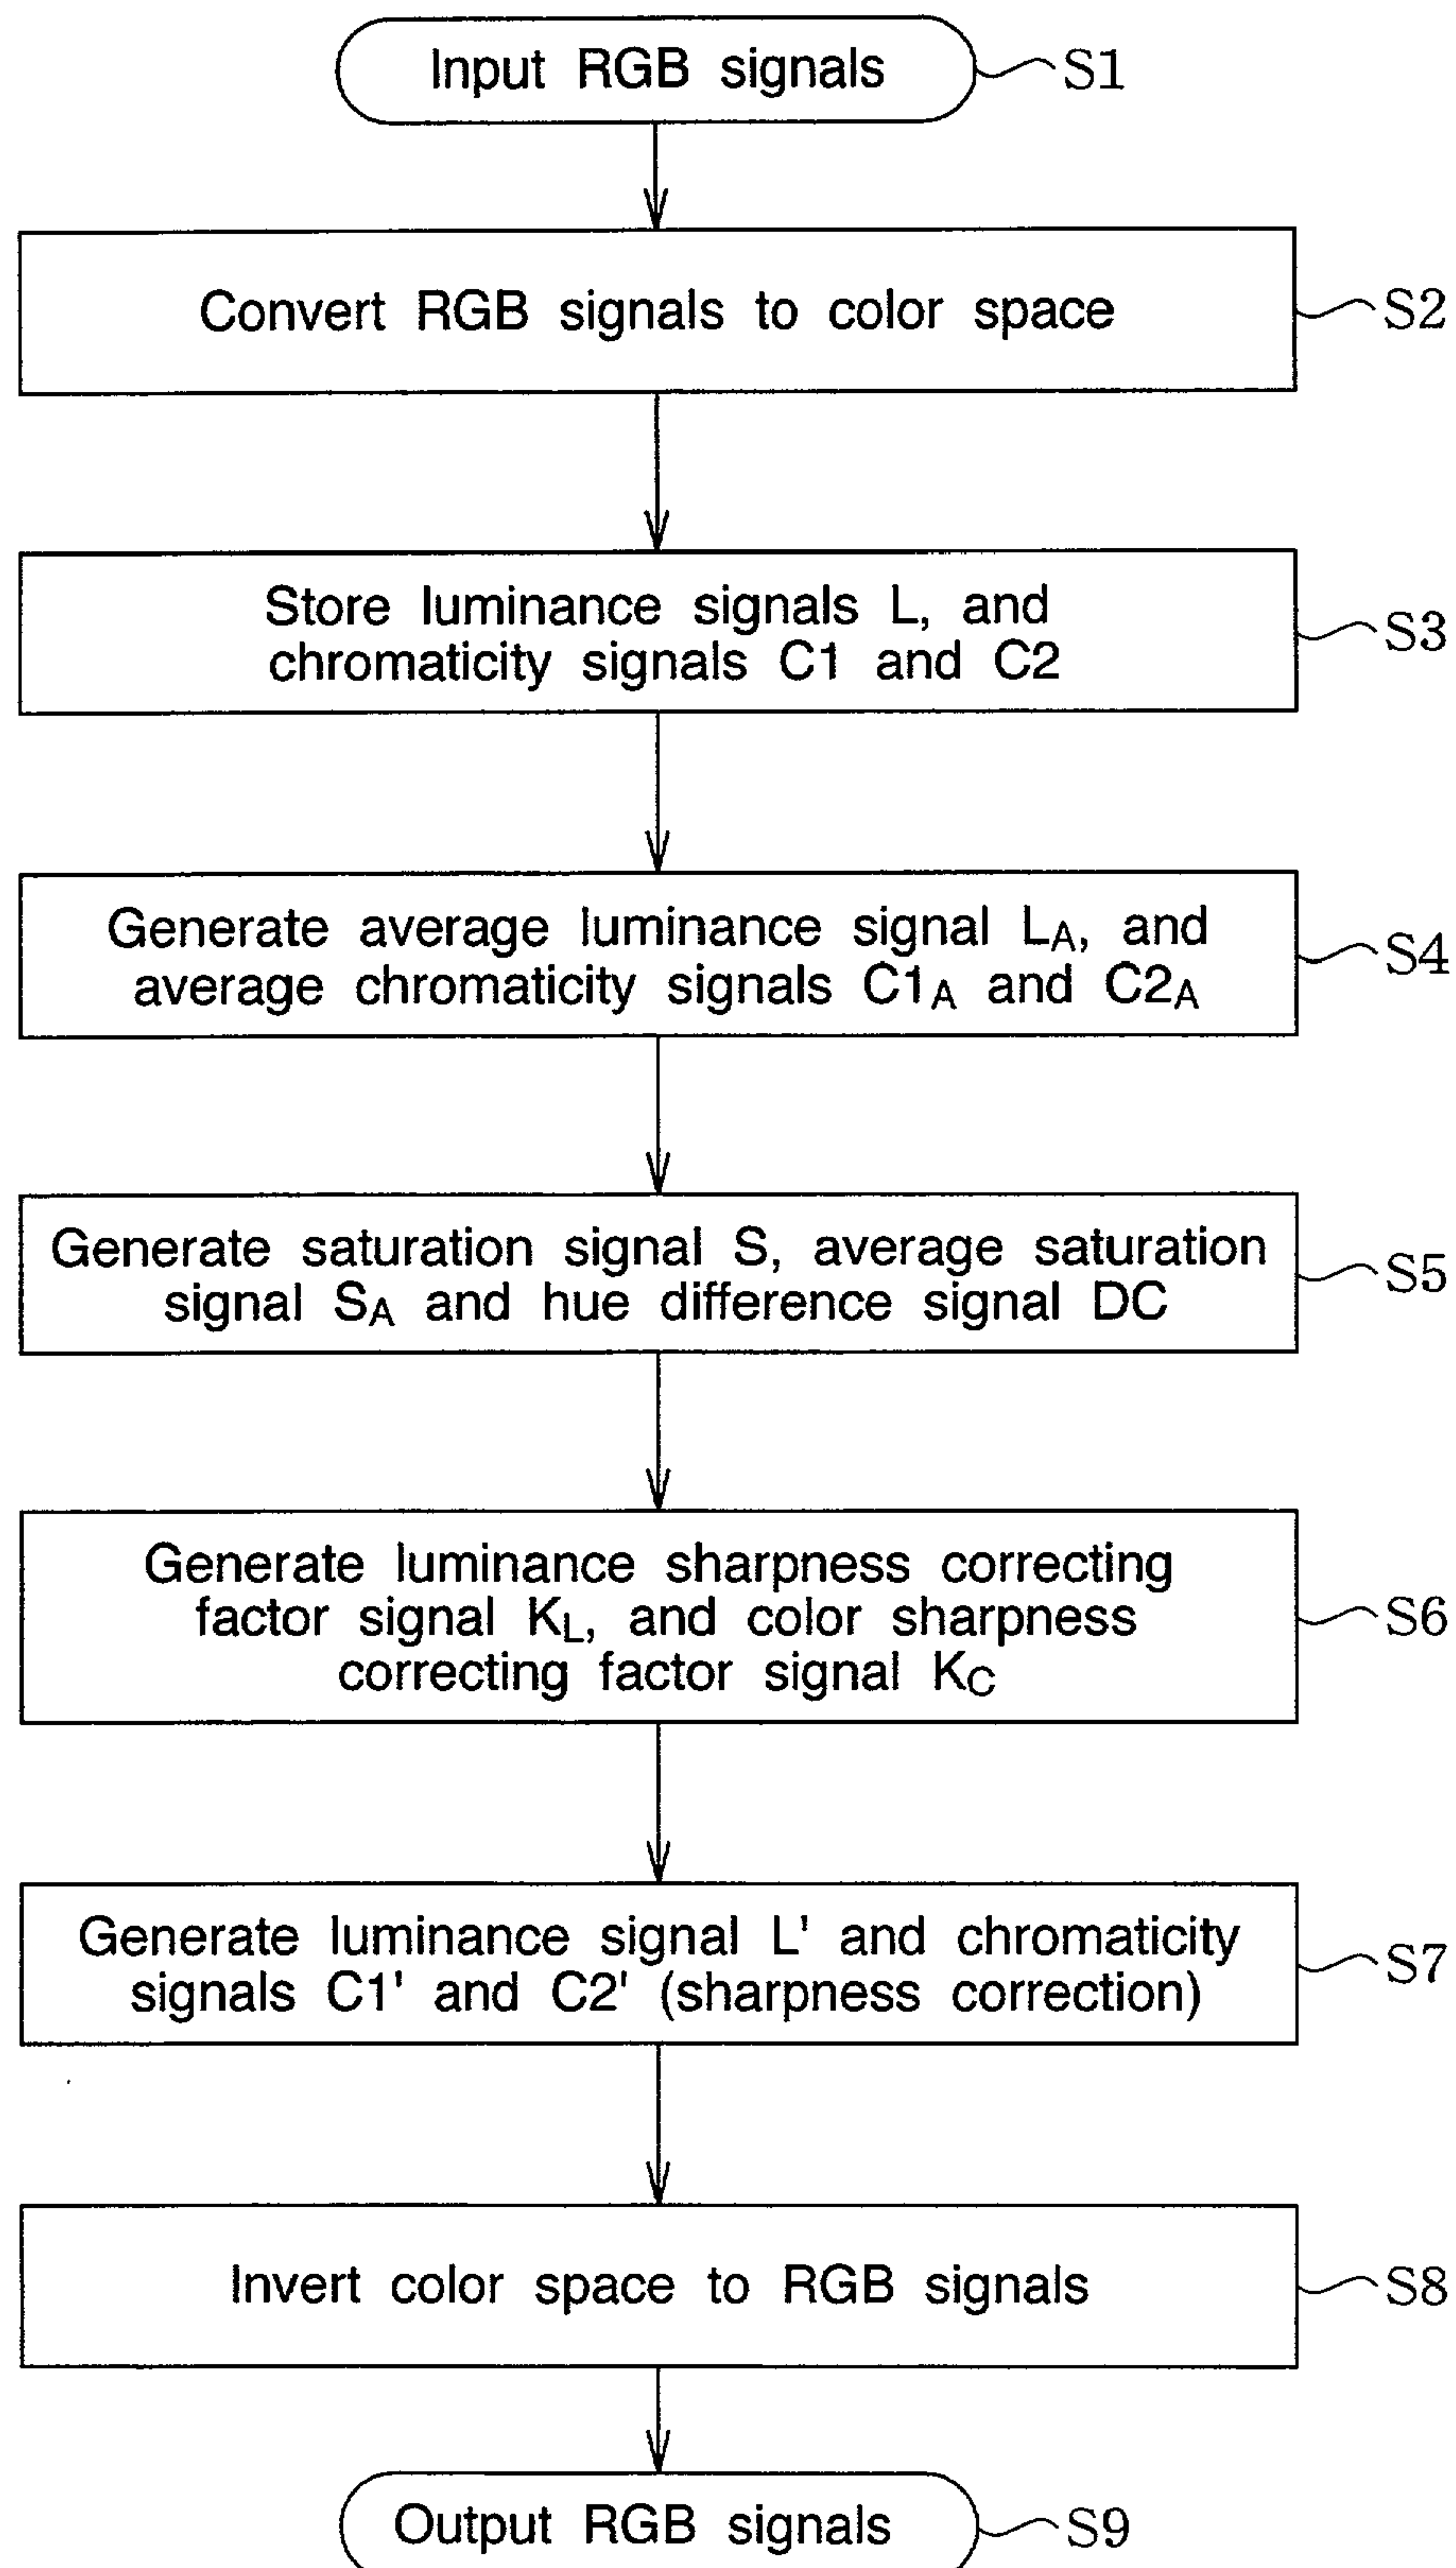 Input RGB signals S1
Convert RGB signals to color space S2
Store luminance signals L, and
chromaticity signals C1 and C2 S3
Generate average luminance signal LA, and
average chromaticity signals C1A and C2A S4
Generate saturation signal S, average saturation
signal SA and hue difference signal DC S5
Generate luminance sharpness correcting
factor signal KL, and color sharpness S6
correcting factor signal KC
Generate luminance signal L' and chromaticity
signals C1' and C2' (sharpness correction) S7
Invert color space to RGB signals S8
Output RGB signals S9